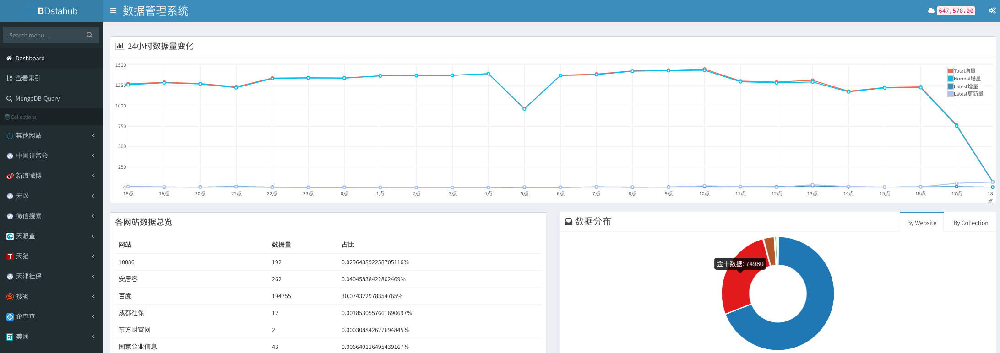 BDatahub
数据管理系统
647,578.00
Search menu...
Dashboard
查看索引
MongoDB-Query
Collections
其他网站
中国证监会
新浪微博
无讼
微信搜索
天眼查
天猫
天津社保
搜狗
企查查
美团
24小时数据量变化
1500
1250
1000
750
500
250
0
18点 19点 20点 21点 22点 23点 0点 1点 2点 3点 4点 5点 6点 7点 8点 9点 10点 11点 12点 13点 14点 15点 16点 17点 18点
Total增量
Normal增量
Latest增量
Latest更新量
各网站数据总览
网站 数据量 占比
10086 192 0.029648892258705116%
安居客 262 0.04045838422802469%
百度 194755 30.074322978354765%
成都社保 12 0.0018530557661690697%
东方财富网 2 0.000308842627694845%
国家企业信息 43 0.006640116495439167%
数据分布
By Website
By Collection
金十数据: 74980